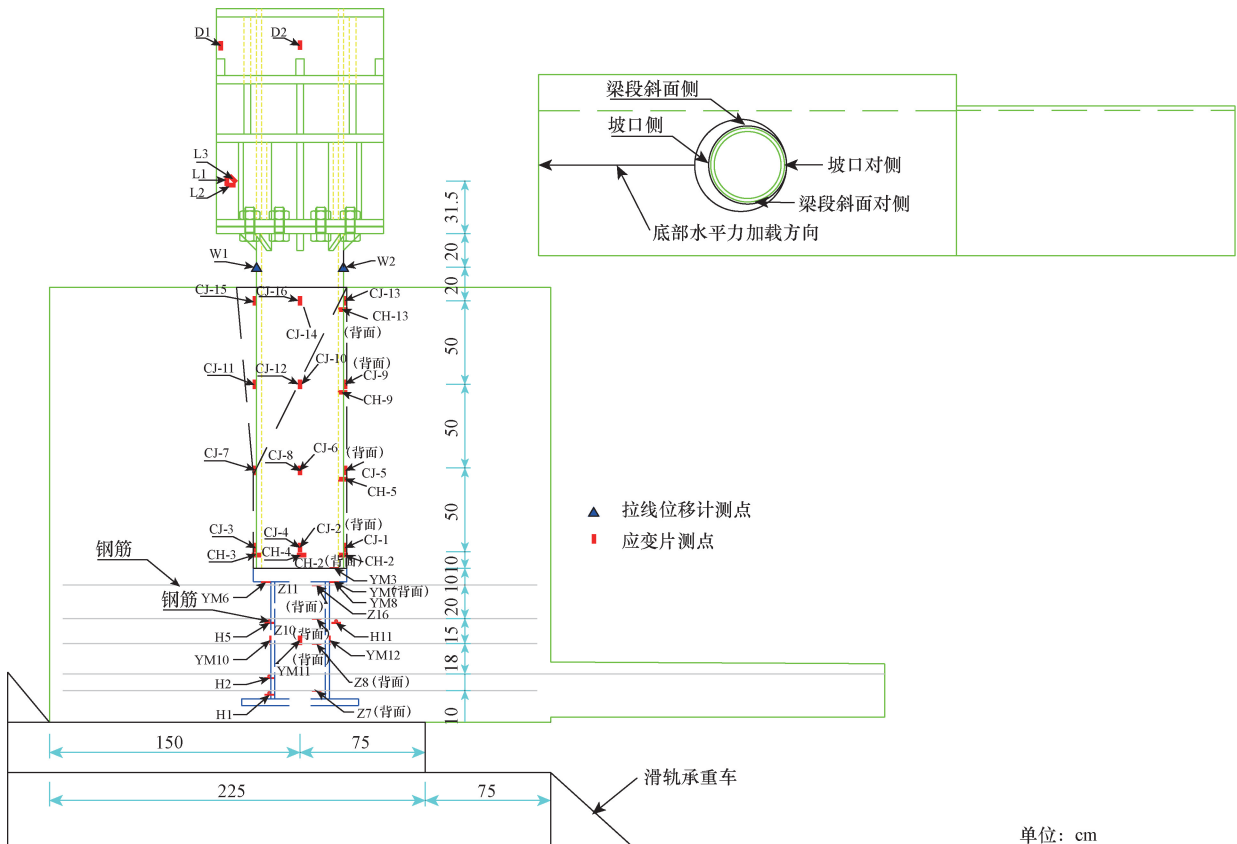 D1
D2
梁段斜面侧
坡口侧
坡口对侧
梁段斜面对侧
底部水平力加载方向
L3
L1
L2
31.5
20
W1
W2
20
CJ-15
CJ-16
CJ-13
CH-13
CJ-14
(背面)
50
CJ-10
(背面)
CJ-11
CJ-12
CJ-9
CH-9
50
CJ-6
(背面)
CJ-7
CJ-8
CJ-5
CH-5
50
拉线位移计测点
应变片测点
CJ-2
(背面)
CJ-3
CJ-4
CJ-1
钢筋
CH-3
CH-4
CH-2
(背面)
CH-2
10
YM3
10
Z11
YM7
(背面)
钢筋
YM6
YM8
(背面)
Z16
20
H5
Z10
(背面)
H11
15
YM10
(背面)
YM12
YM11
18
H2
Z8
(背面)
H1
Z7
(背面)
10
150
75
225
75
滑轨承重车
单位：cm